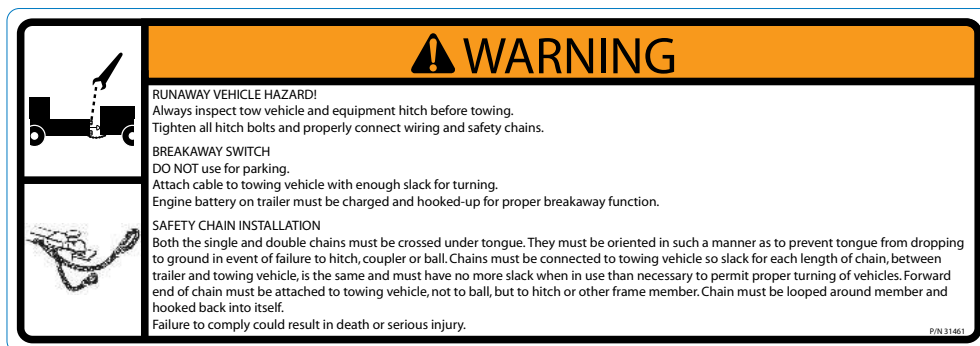 WARNING
RUNAWAY VEHICLE HAZARD!
Always inspect tow vehicle and equipment hitch before towing.
Tighten all hitch bolts and properly connect wiring and safety chains.
BREAKAWAY SWITCH
DO NOT use for parking.
Attach cable to towing vehicle with enough slack for turning.
Engine battery on trailer must be charged and hooked-up for proper breakaway function.
SAFETY CHAIN INSTALLATION
Both the single and double chains must be crossed under tongue. They must be oriented in such a manner as to prevent tongue from dropping
to ground in event of failure to hitch, coupler or ball. Chains must be connected to towing vehicle so slack for each length of chain, between
trailer and towing vehicle, is the same and must have no more slack when in use than necessary to permit proper turning of vehicles. Forward
end of chain must be attached to towing vehicle, not to ball, but to hitch or other frame member. Chain must be looped around member and
hooked back into itself.
Failure to comply could result in death or serious injury.
P/N 31461